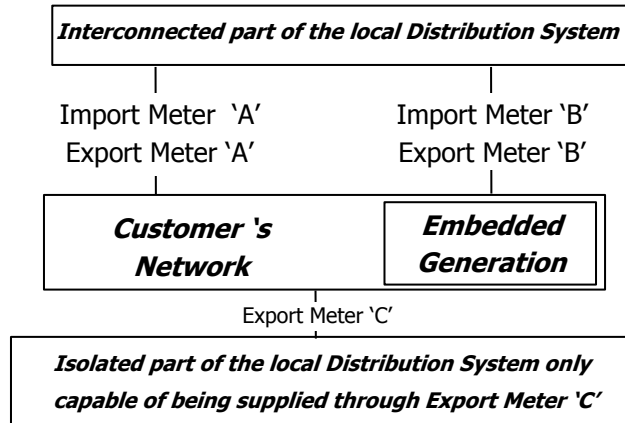 Interconnected part of the local Distribution System
Import Meter ‘A’
Export Meter ‘A’
Import Meter ‘B’
Export Meter ‘B’
Customer ‘s
Network
Embedded
Generation
Export Meter ‘C’
Isolated part of the local Distribution System only
capable of being supplied through Export Meter ‘C’